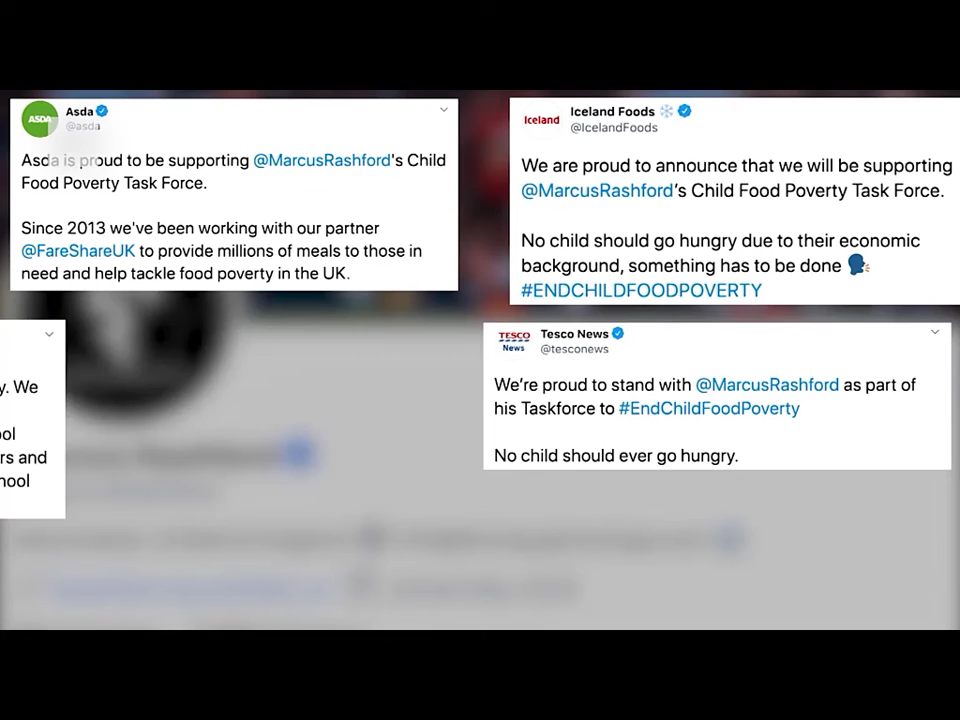 ASDA
Asda
@asda
Asda is proud to be supporting @MarcusRashford's Child
Food Poverty Task Force.
Since 2013 we've been working with our partner
@FareShareUK to provide millions of meals to those in
need and help tackle food poverty in the UK.
Iceland
Iceland Foods
@IcelandFoods
We are proud to announce that we will be supporting
@MarcusRashford's Child Food Poverty Task Force.
No child should go hungry due to their economic
background, something has to be done
#ENDCHILDFOODPOVERTY
y. We
ool
rs and
hool
TESCO
News
Tesco News
@tesconews
We're proud to stand with @MarcusRashford as part of
his Taskforce to #EndChildFoodPoverty
No child should ever go hungry.